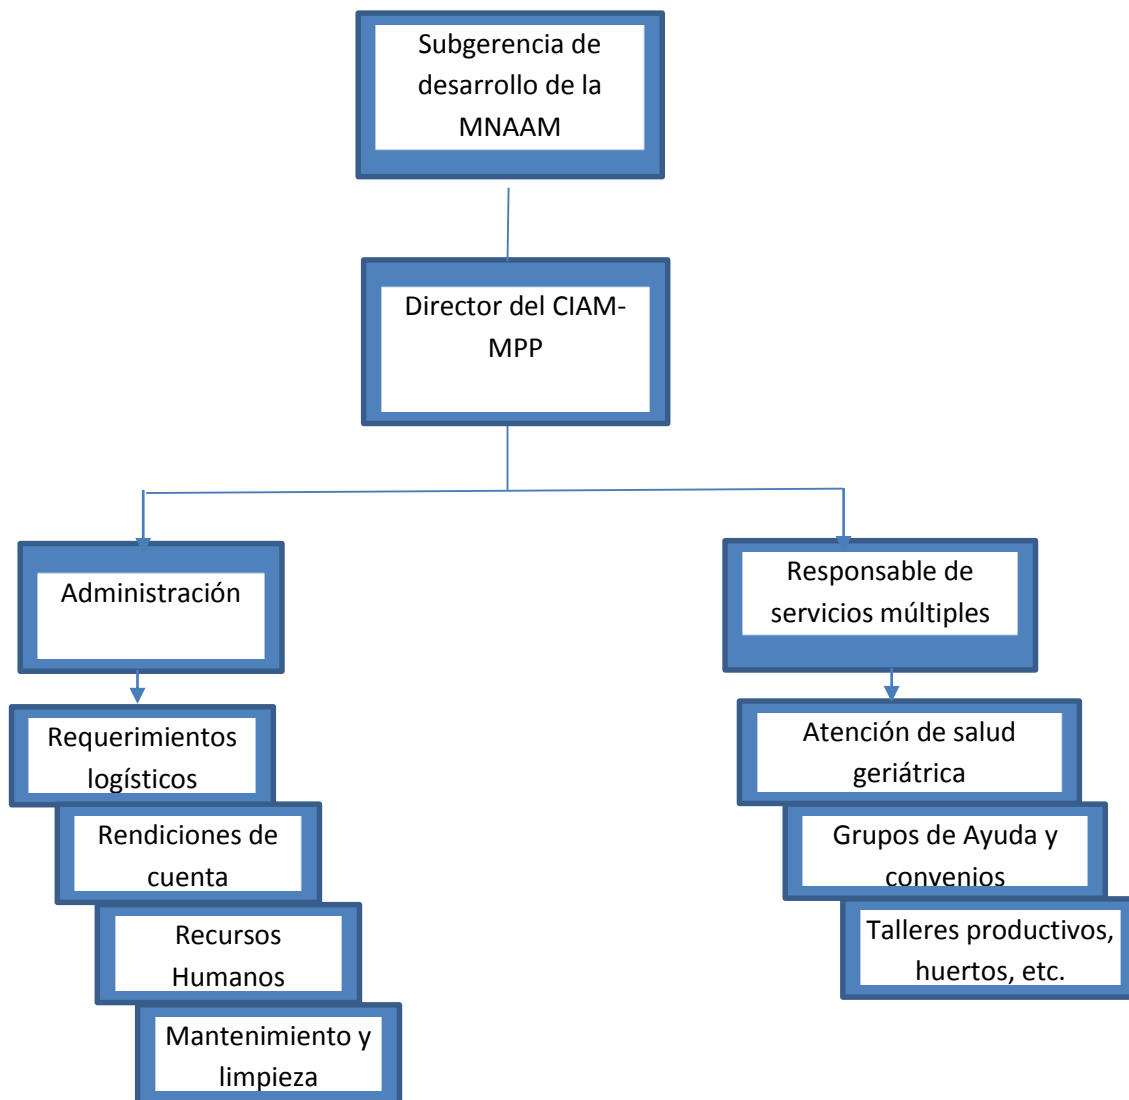 Subgerencia de
desarrollo de la
MNAAM
Director del CIAM-
MPP
Administración
Responsable de
servicios múltiples
Requerimientos
logísticos
Rendiciones de
cuenta
Recursos
Humanos
Mantenimiento y
limpieza
Atención de salud
geriátrica
Grupos de Ayuda y
convenios
Talleres productivos,
huertos, etc.